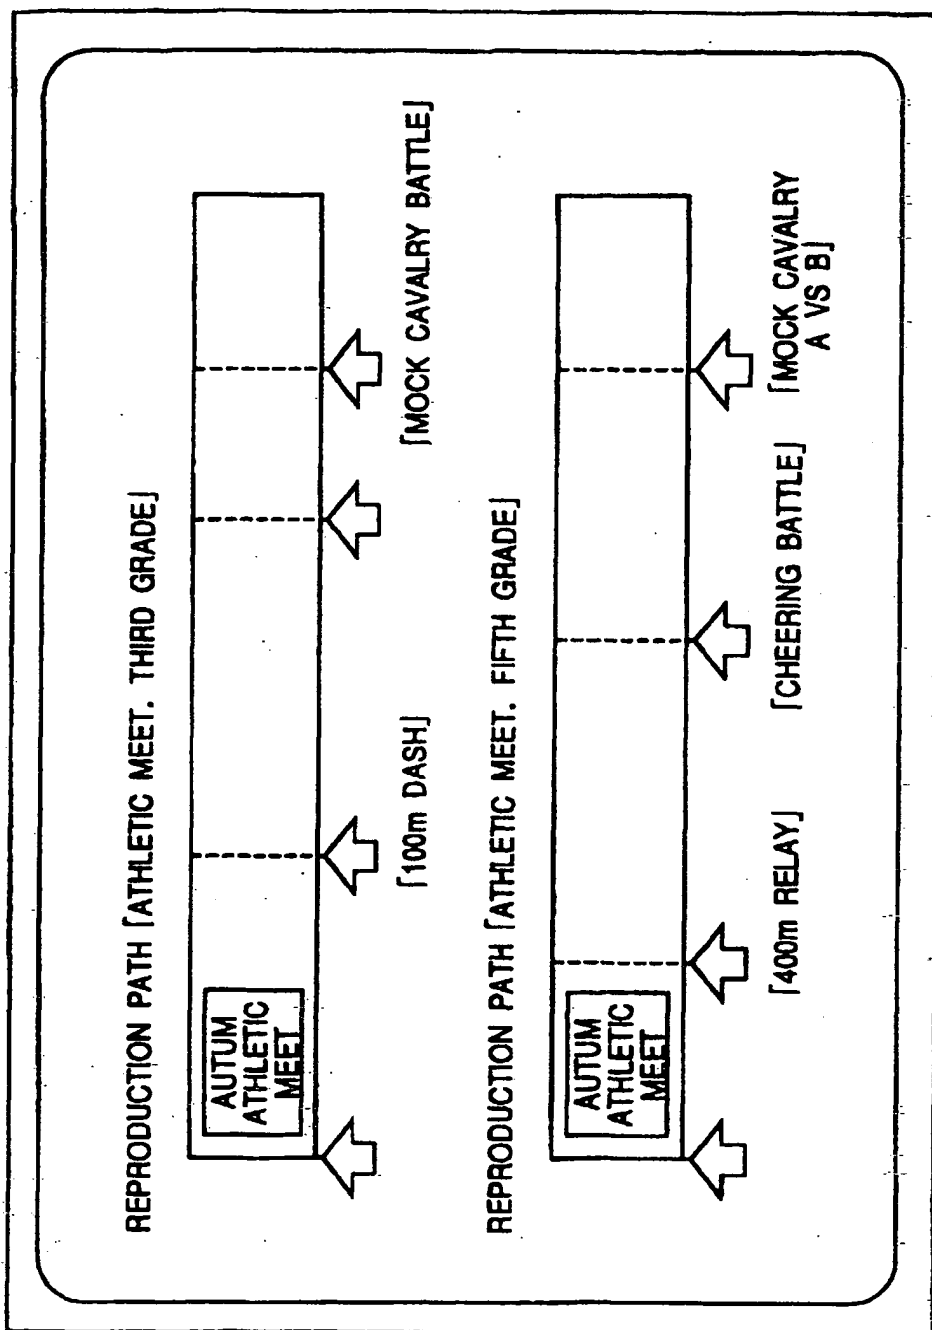 REPRODUCTION PATH「ATHLETIC MEET. THIRD GRADE」
AUTUM
ATHLETIC
MEET
「100m DASH」
「MOCK CAVALRY BATTLE」
REPRODUCTION PATH「ATHLETIC MEET. FIFTH GRADE」
AUTUM
ATHLETIC
MEET
「400m RELAY」
「CHEERING BATTLE」
「MOCK CAVALRY
A VS B」